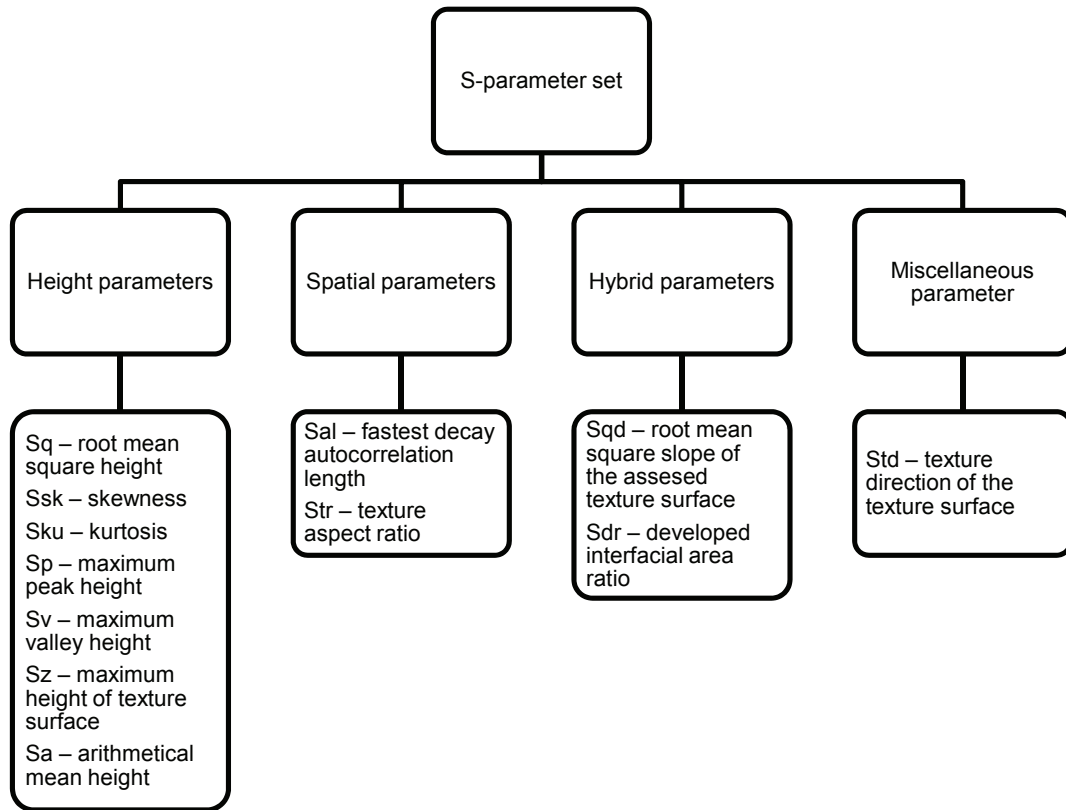 S-parameter set
Height parameters
Spatial parameters
Hybrid parameters
Miscellaneous
parameter
Sq – root mean
square height
Ssk – skewness
Sku – kurtosis
Sp – maximum
peak height
Sv – maximum
valley height
Sz – maximum
height of texture
surface
Sa – arithmetical
mean height
Sal – fastest decay
autocorrelation
length
Str – texture
aspect ratio
Sqd – root mean
square slope of
the assesed
texture surface
Sdr – developed
interfacial area
ratio
Std – texture
direction of the
texture surface